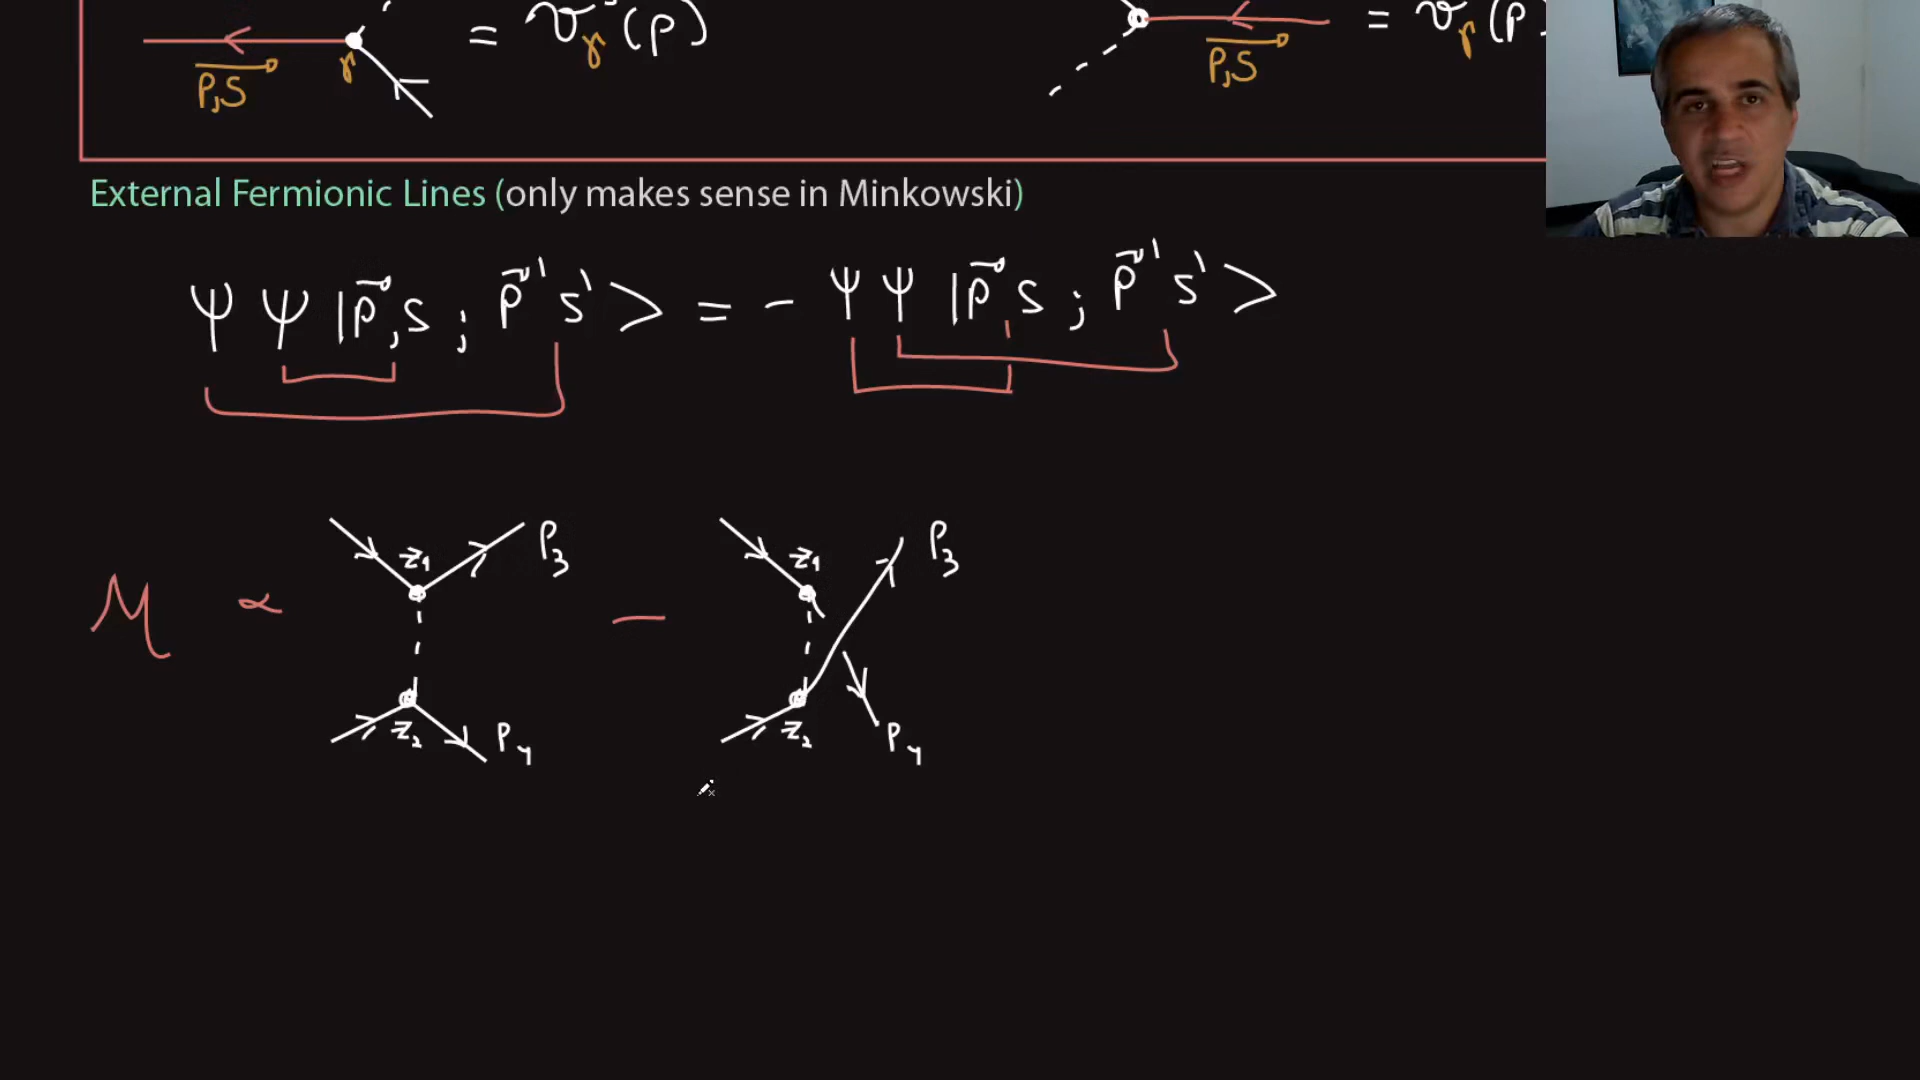 = v_r^s(p)
r
p,s
= v_r(p)
p,s
External Fermionic Lines (only makes sense in Minkowski)
ψ ψ |p⃗,s ; p⃗' s'> = - ψ ψ |p⃗ s ; p⃗' s'>
M ∝ z₁ p₃ z₂ p₄ - z₁ p₃ z₂ p₄